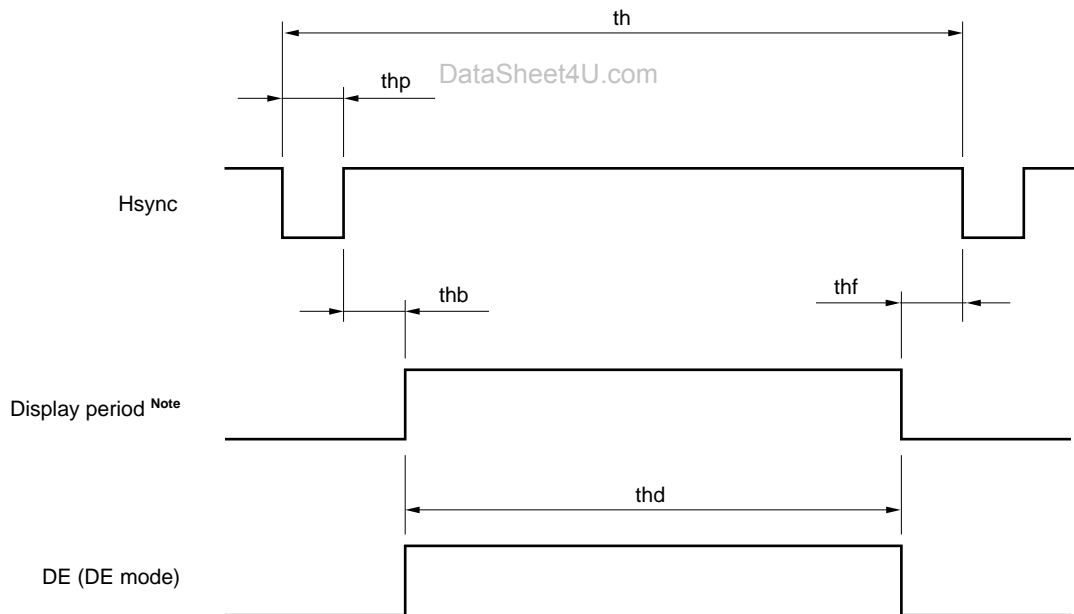 th
DataSheet4U.com
thp
Hsync
thb
thf
Display period Note
thd
DE (DE mode)